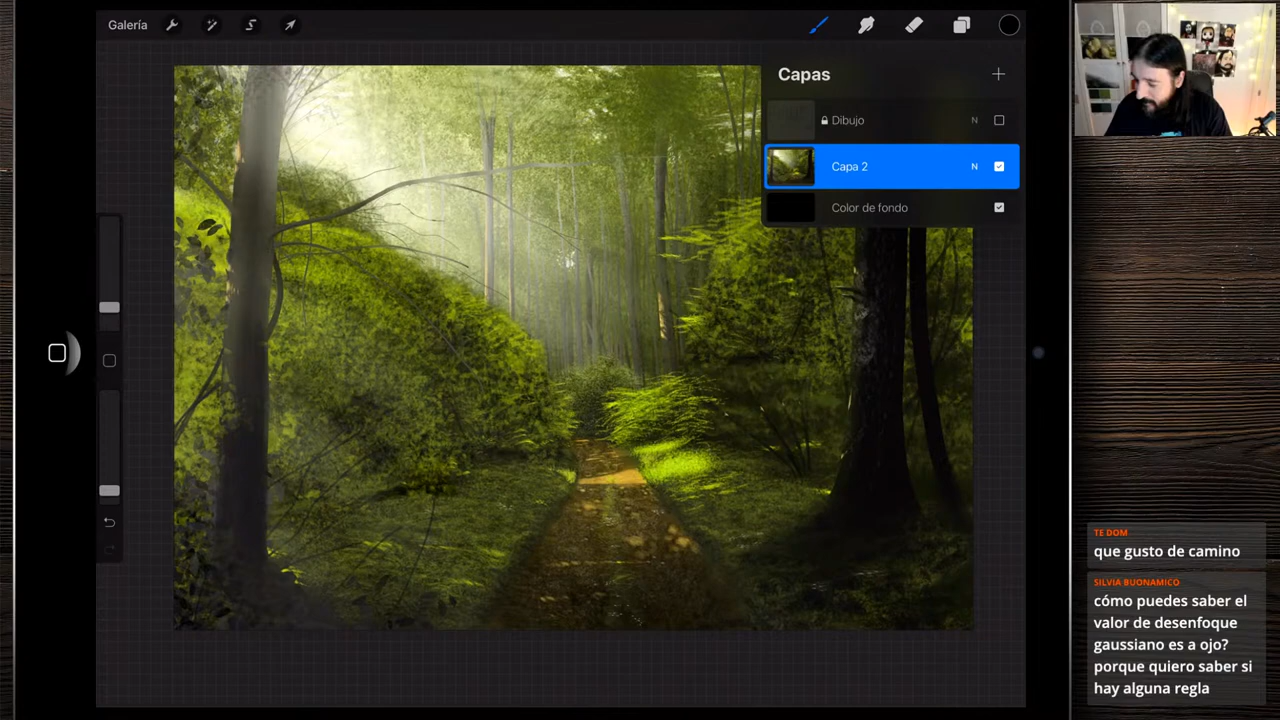 Galería
Capas
Dibujo
N
Capa 2
N
Color de fondo
TE DOM
que gusto de camino
SILVIA BUONAMICO
cómo puedes saber el
valor de desenfoque
gaussiano es a ojo?
porque quiero saber si
hay alguna regla